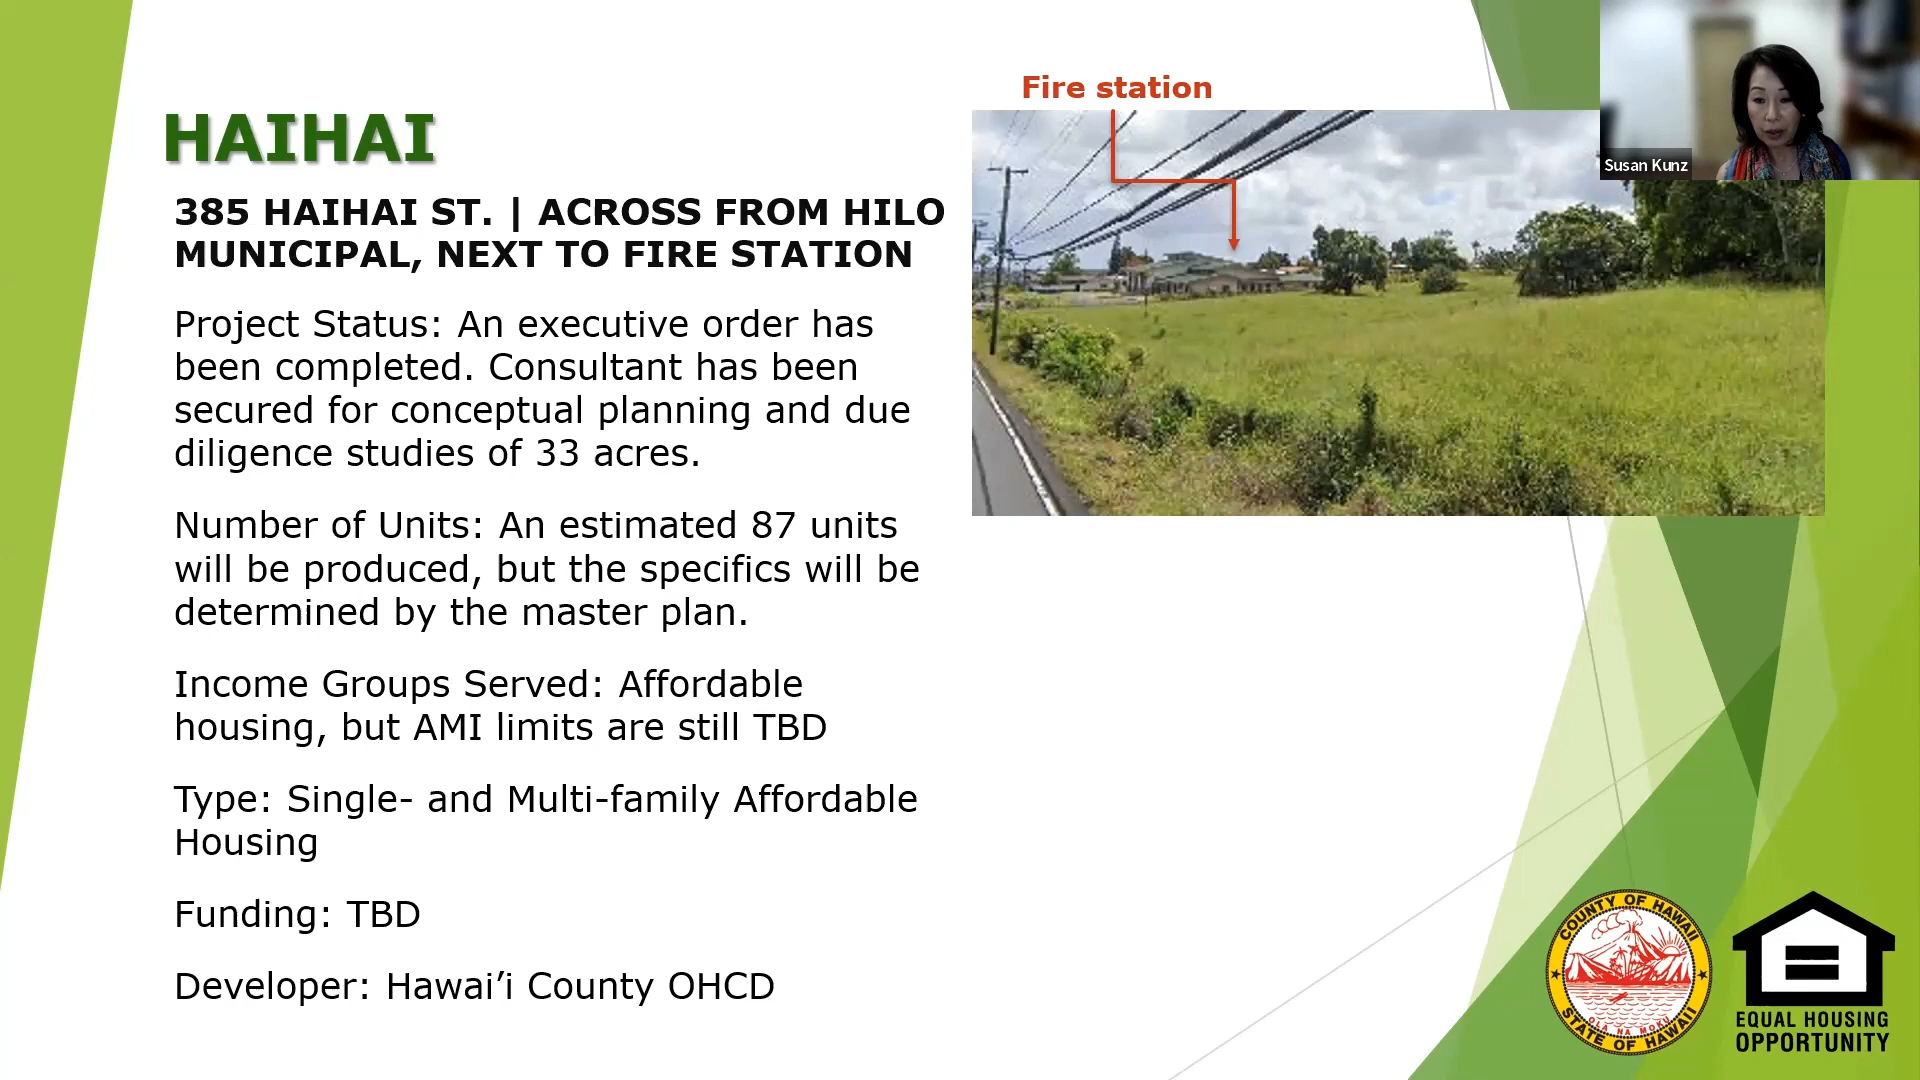 Fire station
HAIHAI
385 HAIHAI ST. | ACROSS FROM HILO
MUNICIPAL, NEXT TO FIRE STATION
Project Status: An executive order has
been completed. Consultant has been
secured for conceptual planning and due
diligence studies of 33 acres.
Number of Units: An estimated 87 units
will be produced, but the specifics will be
determined by the master plan.
Income Groups Served: Affordable
housing, but AMI limits are still TBD
Type: Single- and Multi-family Affordable
Housing
Funding: TBD
Developer: Hawai’i County OHCD
Susan Kunz
COUNTY OF HAWAII
OLA NA MOKU
STATE OF HAWAII
EQUAL HOUSING
OPPORTUNITY